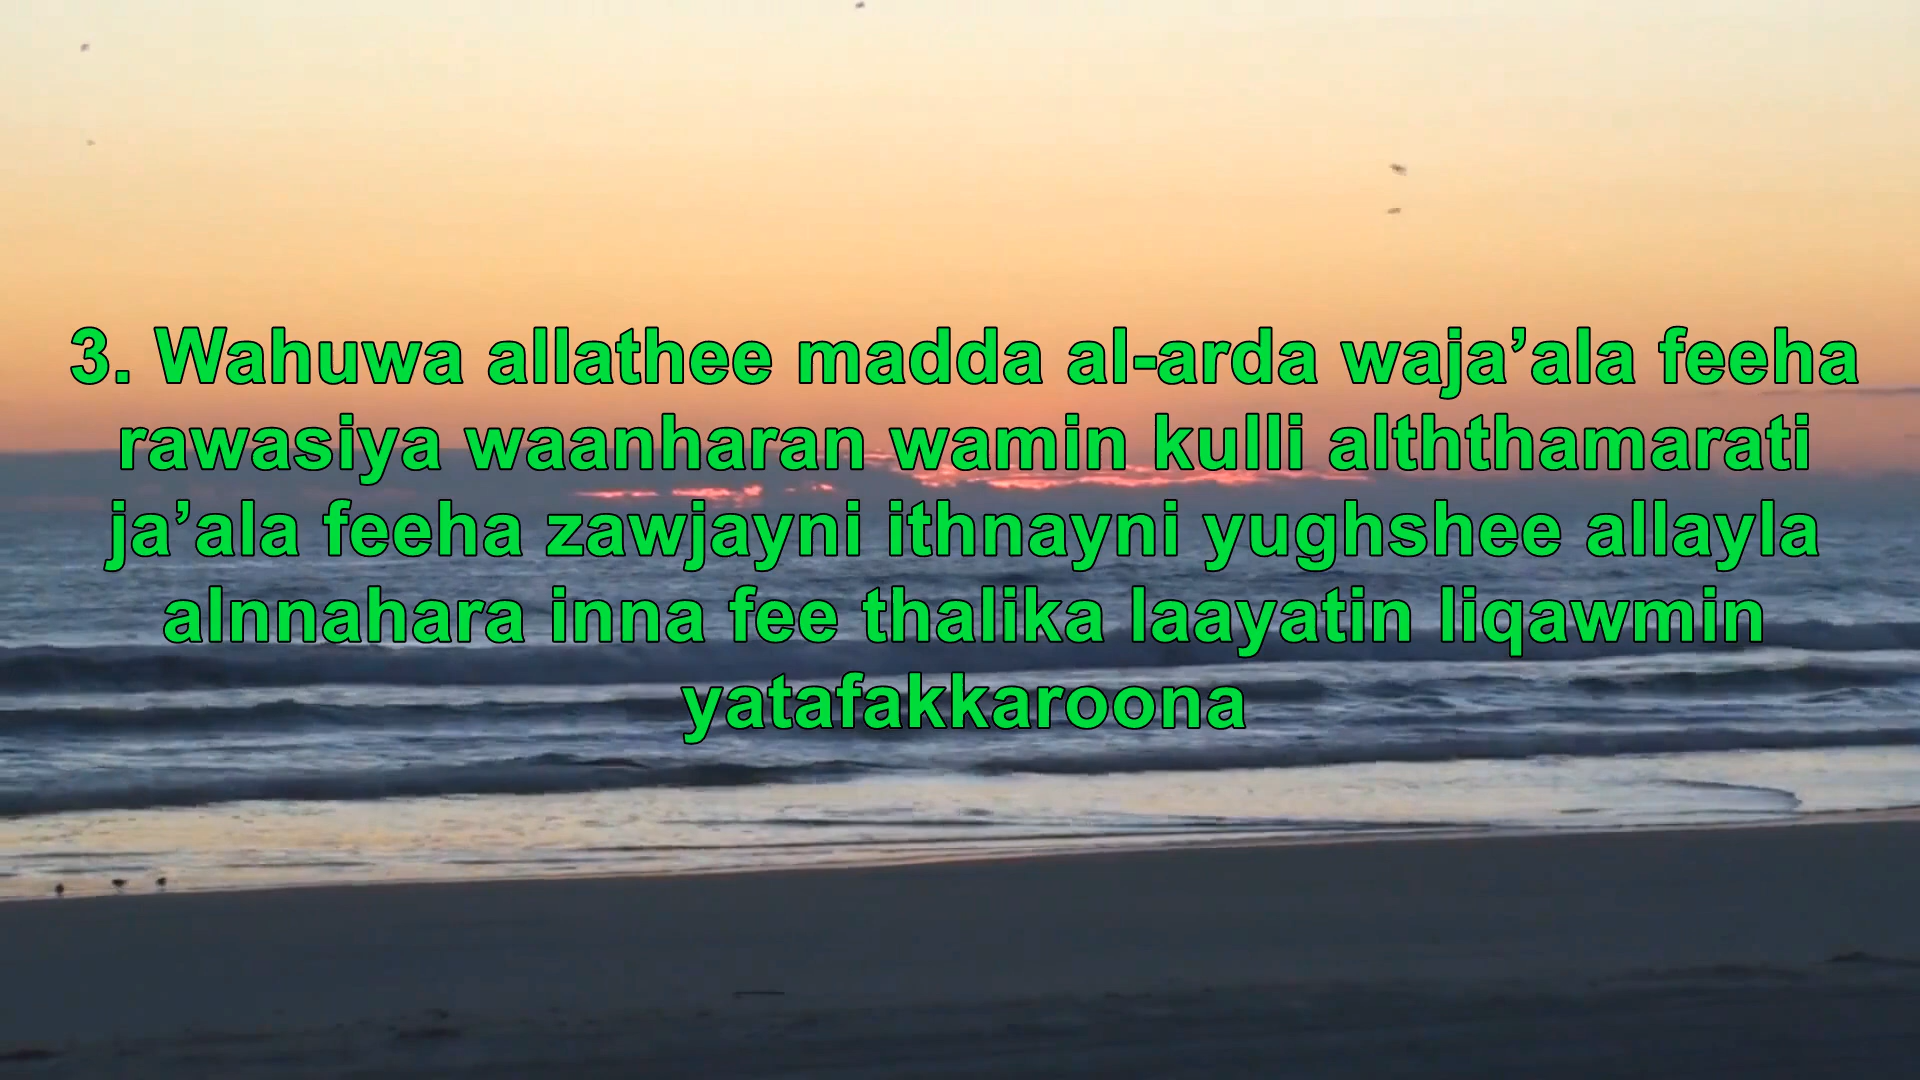 3. Wahuwa allathee madda al-arda waja’ala feeha
rawasiya waanharan wamin kulli alththamarati
ja’ala feeha zawjayni ithnayni yughshee allayla
alnnahara inna fee thalika laayatin liqawmin
yatafakkaroona